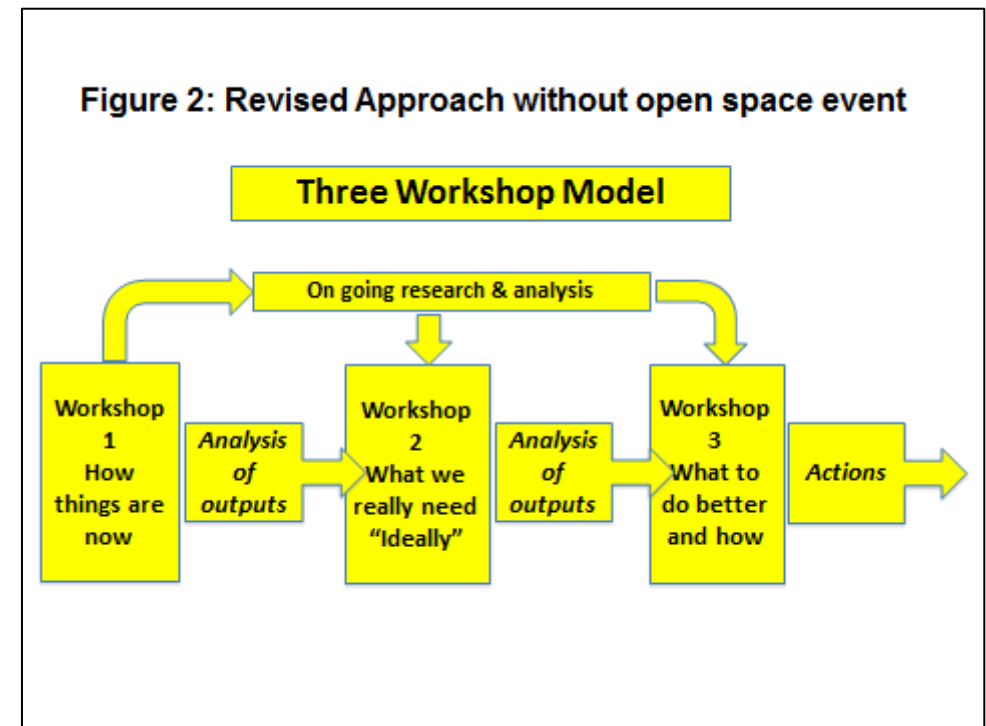 Figure 2: Revised Approach without open space event
Three Workshop Model
On going research & analysis
Workshop
1
How
things are
now
Analysis
of
outputs
Workshop
2
What we
really need
“Ideally”
Analysis
of
outputs
Workshop
3
What to
do better
and how
Actions